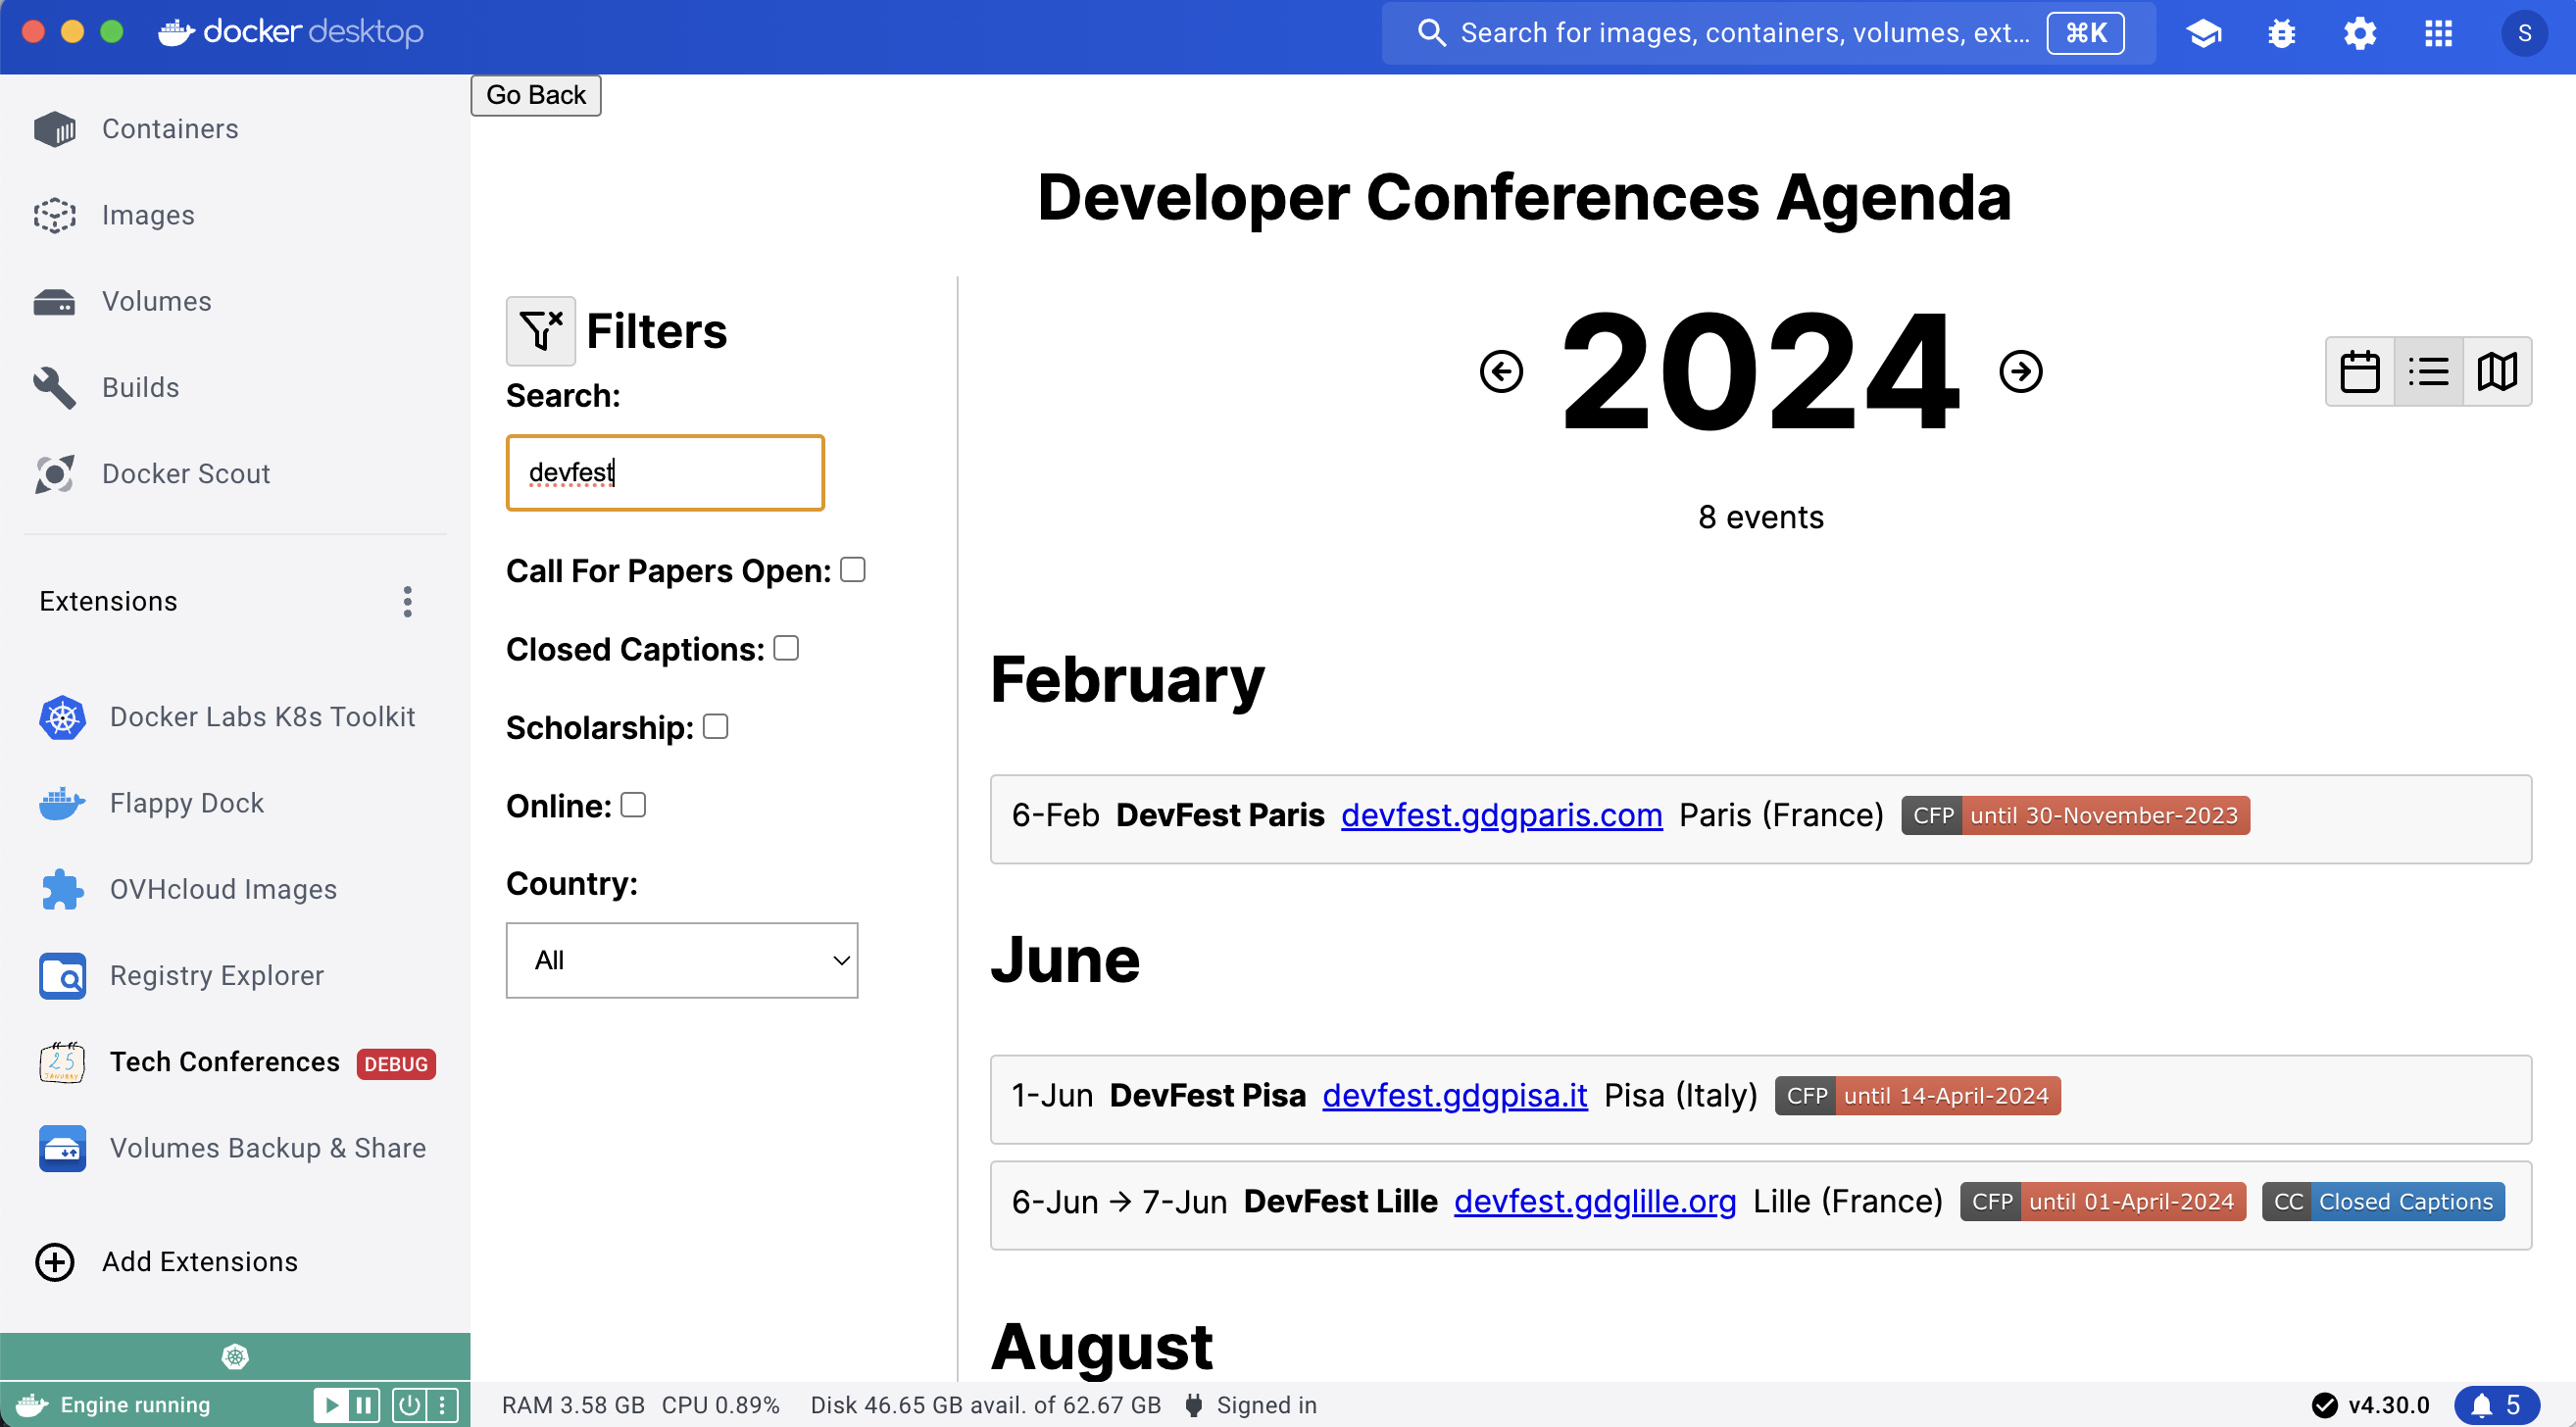 docker desktop
Search for images, containers, volumes, ext... ⌘K
S
Containers
Images
Volumes
Builds
Docker Scout
Extensions
Docker Labs K8s Toolkit
Flappy Dock
OVHcloud Images
Registry Explorer
25
JANUARY
Tech Conferences DEBUG
Volumes Backup & Share
Add Extensions
Go Back
Developer Conferences Agenda
Filters
Search:
devfest
Call For Papers Open:
Closed Captions:
Scholarship:
Online:
Country:
All
2024
8 events
February
6-Feb DevFest Paris devfest.gdgparis.com Paris (France) CFP until 30-November-2023
June
1-Jun DevFest Pisa devfest.gdgpisa.it Pisa (Italy) CFP until 14-April-2024
6-Jun → 7-Jun DevFest Lille devfest.gdglille.org Lille (France) CFP until 01-April-2024 CC Closed Captions
August
Engine running
RAM 3.58 GB CPU 0.89% Disk 46.65 GB avail. of 62.67 GB Signed in
v4.30.0
5